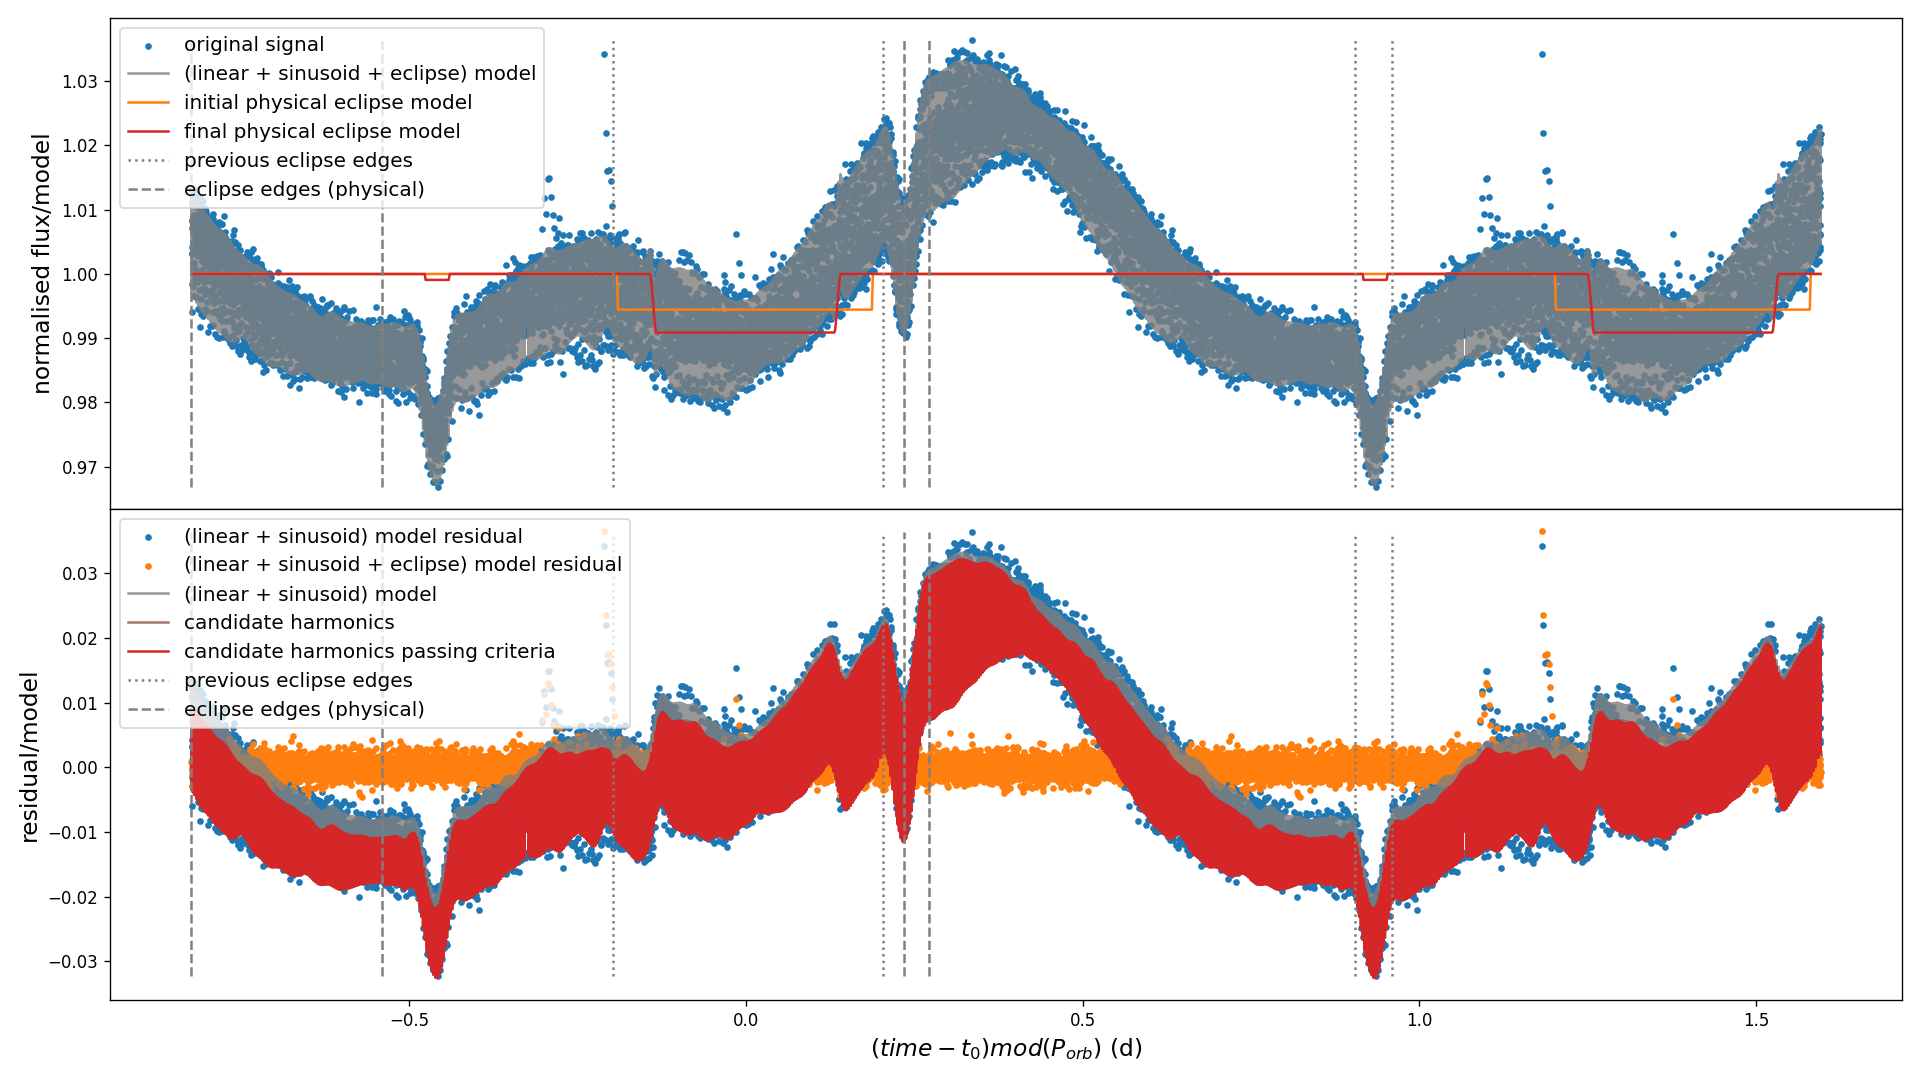 original signal
(linear + sinusoid + eclipse) model
initial physical eclipse model
final physical eclipse model
previous eclipse edges
eclipse edges (physical)
normalised flux/model
1.03
1.02
1.01
1.00
0.99
0.98
0.97
(linear + sinusoid) model residual
(linear + sinusoid + eclipse) model residual
(linear + sinusoid) model
candidate harmonics
candidate harmonics passing criteria
previous eclipse edges
eclipse edges (physical)
residual/model
0.03
0.02
0.01
0.00
−0.01
−0.02
−0.03
−0.5 0.0 0.5 1.0 1.5
(time − t₀)mod(P_orb) (d)